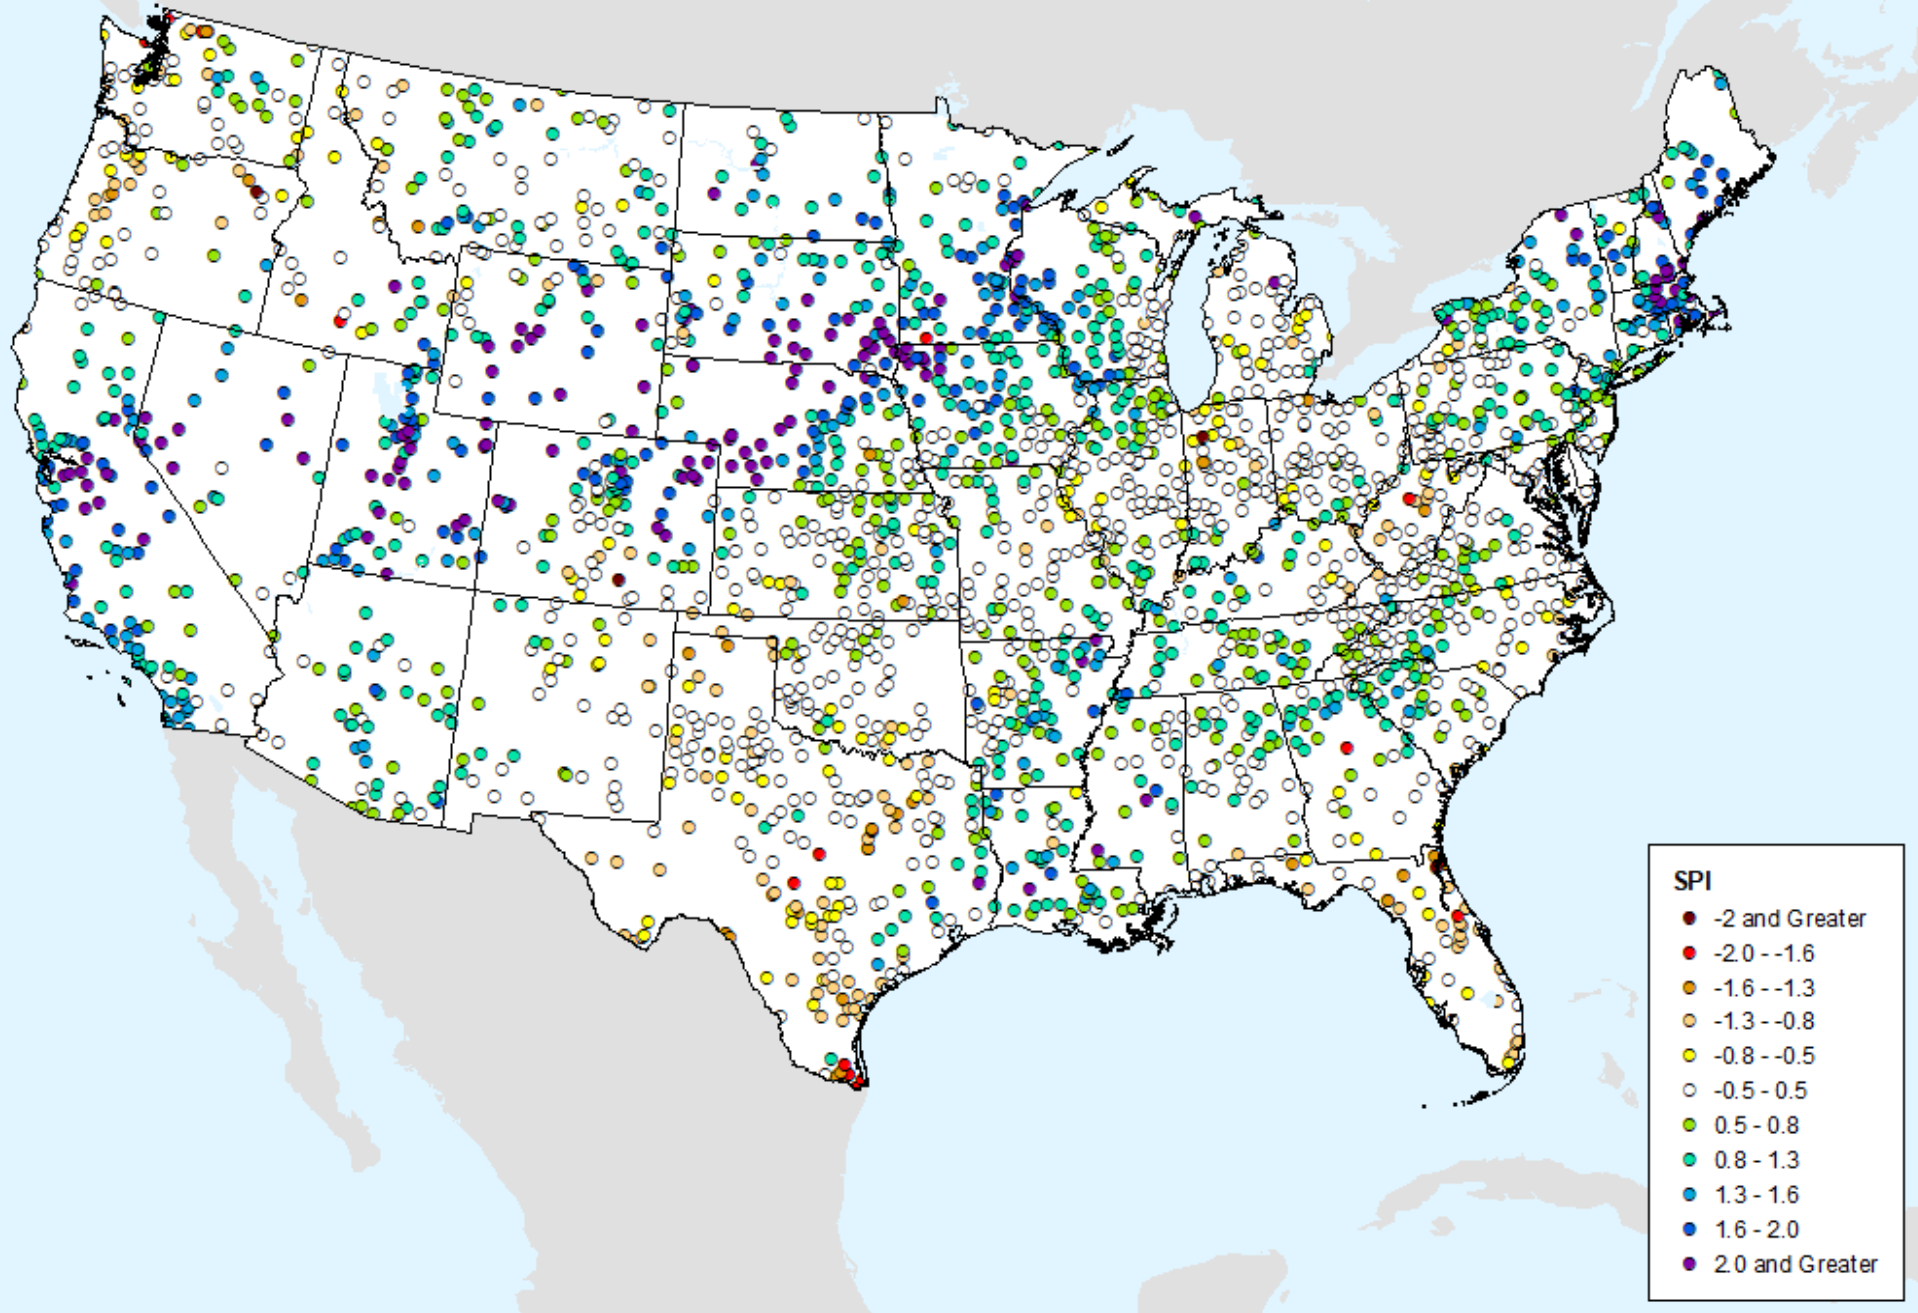 SPI
-2 and Greater
-2.0 - -1.6
-1.6 - -1.3
-1.3 - -0.8
-0.8 - -0.5
-0.5 - 0.5
0.5 - 0.8
0.8 - 1.3
1.3 - 1.6
1.6 - 2.0
2.0 and Greater